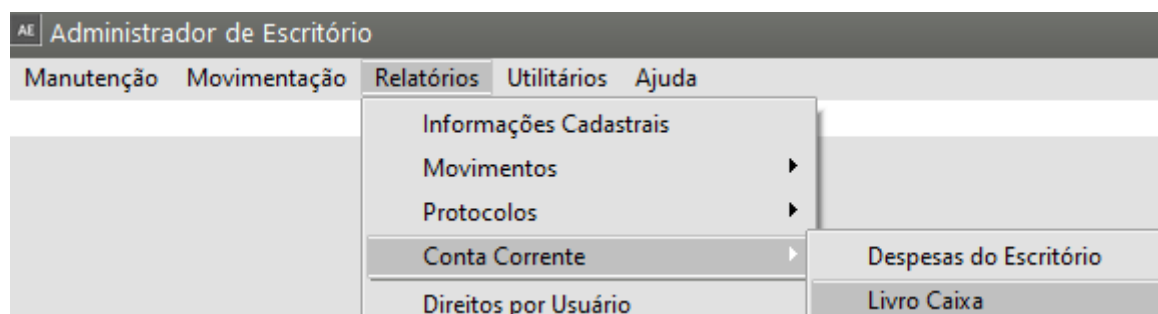 AE Administrador de Escritório
Manutenção Movimentação Relatórios Utilitários Ajuda
Informações Cadastrais
Movimentos
Protocolos
Conta Corrente Despesas do Escritório
Direitos por Usuário Livro Caixa